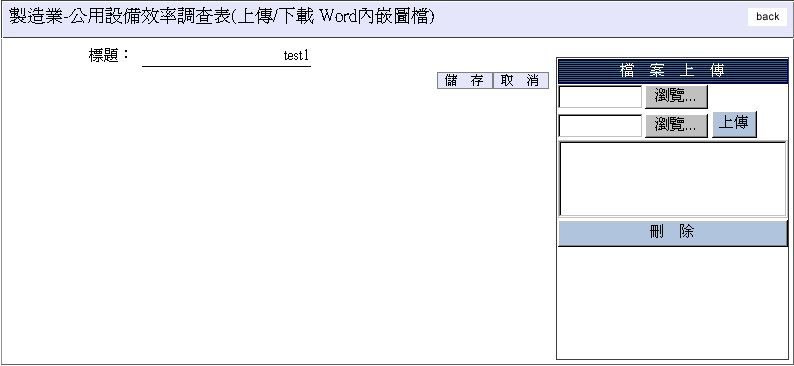 製造業-公用設備效率調查表(上傳/下載 Word內嵌圖檔)
back
標題： test1
儲 存 取 消
檔 案 上 傳
瀏覽...
瀏覽... 上傳
刪 除